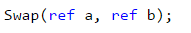 Swap(ref a, ref b);